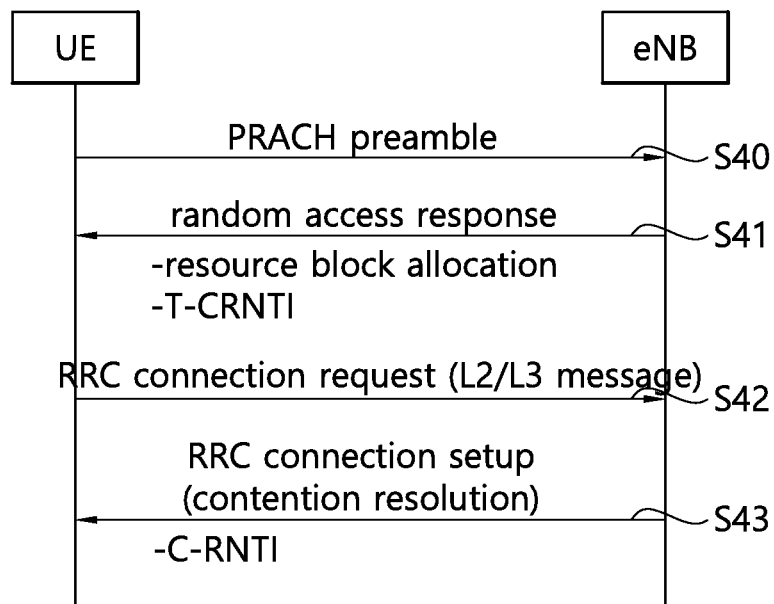 UE
eNB
PRACH preamble
S40
random access response
S41
-resource block allocation
-T-CRNTI
RRC connection request (L2/L3 message)
S42
RRC connection setup
(contention resolution)
S43
-C-RNTI